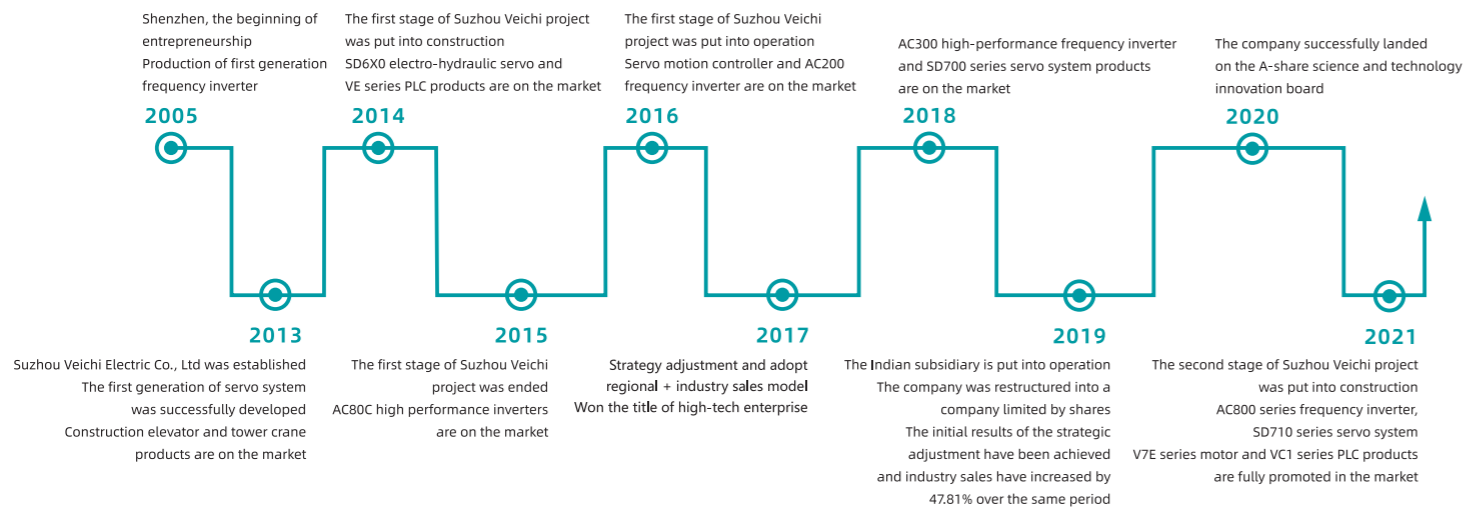 Shenzhen, the beginning of
entrepreneurship
Production of first generation
frequency inverter
2005
The first stage of Suzhou Veichi project
was put into construction
SD6X0 electro-hydraulic servo and
VE series PLC products are on the market
2014
The first stage of Suzhou Veichi
project was put into operation
Servo motion controller and AC200
frequency inverter are on the market
2016
AC300 high-performance frequency inverter
and SD700 series servo system products
are on the market
2018
The company successfully landed
on the A-share science and technology
innovation board
2020
2013
Suzhou Veichi Electric Co., Ltd was established
The first generation of servo system
was successfully developed
Construction elevator and tower crane
products are on the market
2015
The first stage of Suzhou Veichi
project was ended
AC80C high performance inverters
are on the market
2017
Strategy adjustment and adopt
regional + industry sales model
Won the title of high-tech enterprise
2019
The Indian subsidiary is put into operation
The company was restructured into a
company limited by shares
The initial results of the strategic
adjustment have been achieved
and industry sales have increased by
47.81% over the same period
2021
The second stage of Suzhou Veichi project
was put into construction
AC800 series frequency inverter,
SD710 series servo system
V7E series motor and VC1 series PLC products
are fully promoted in the market